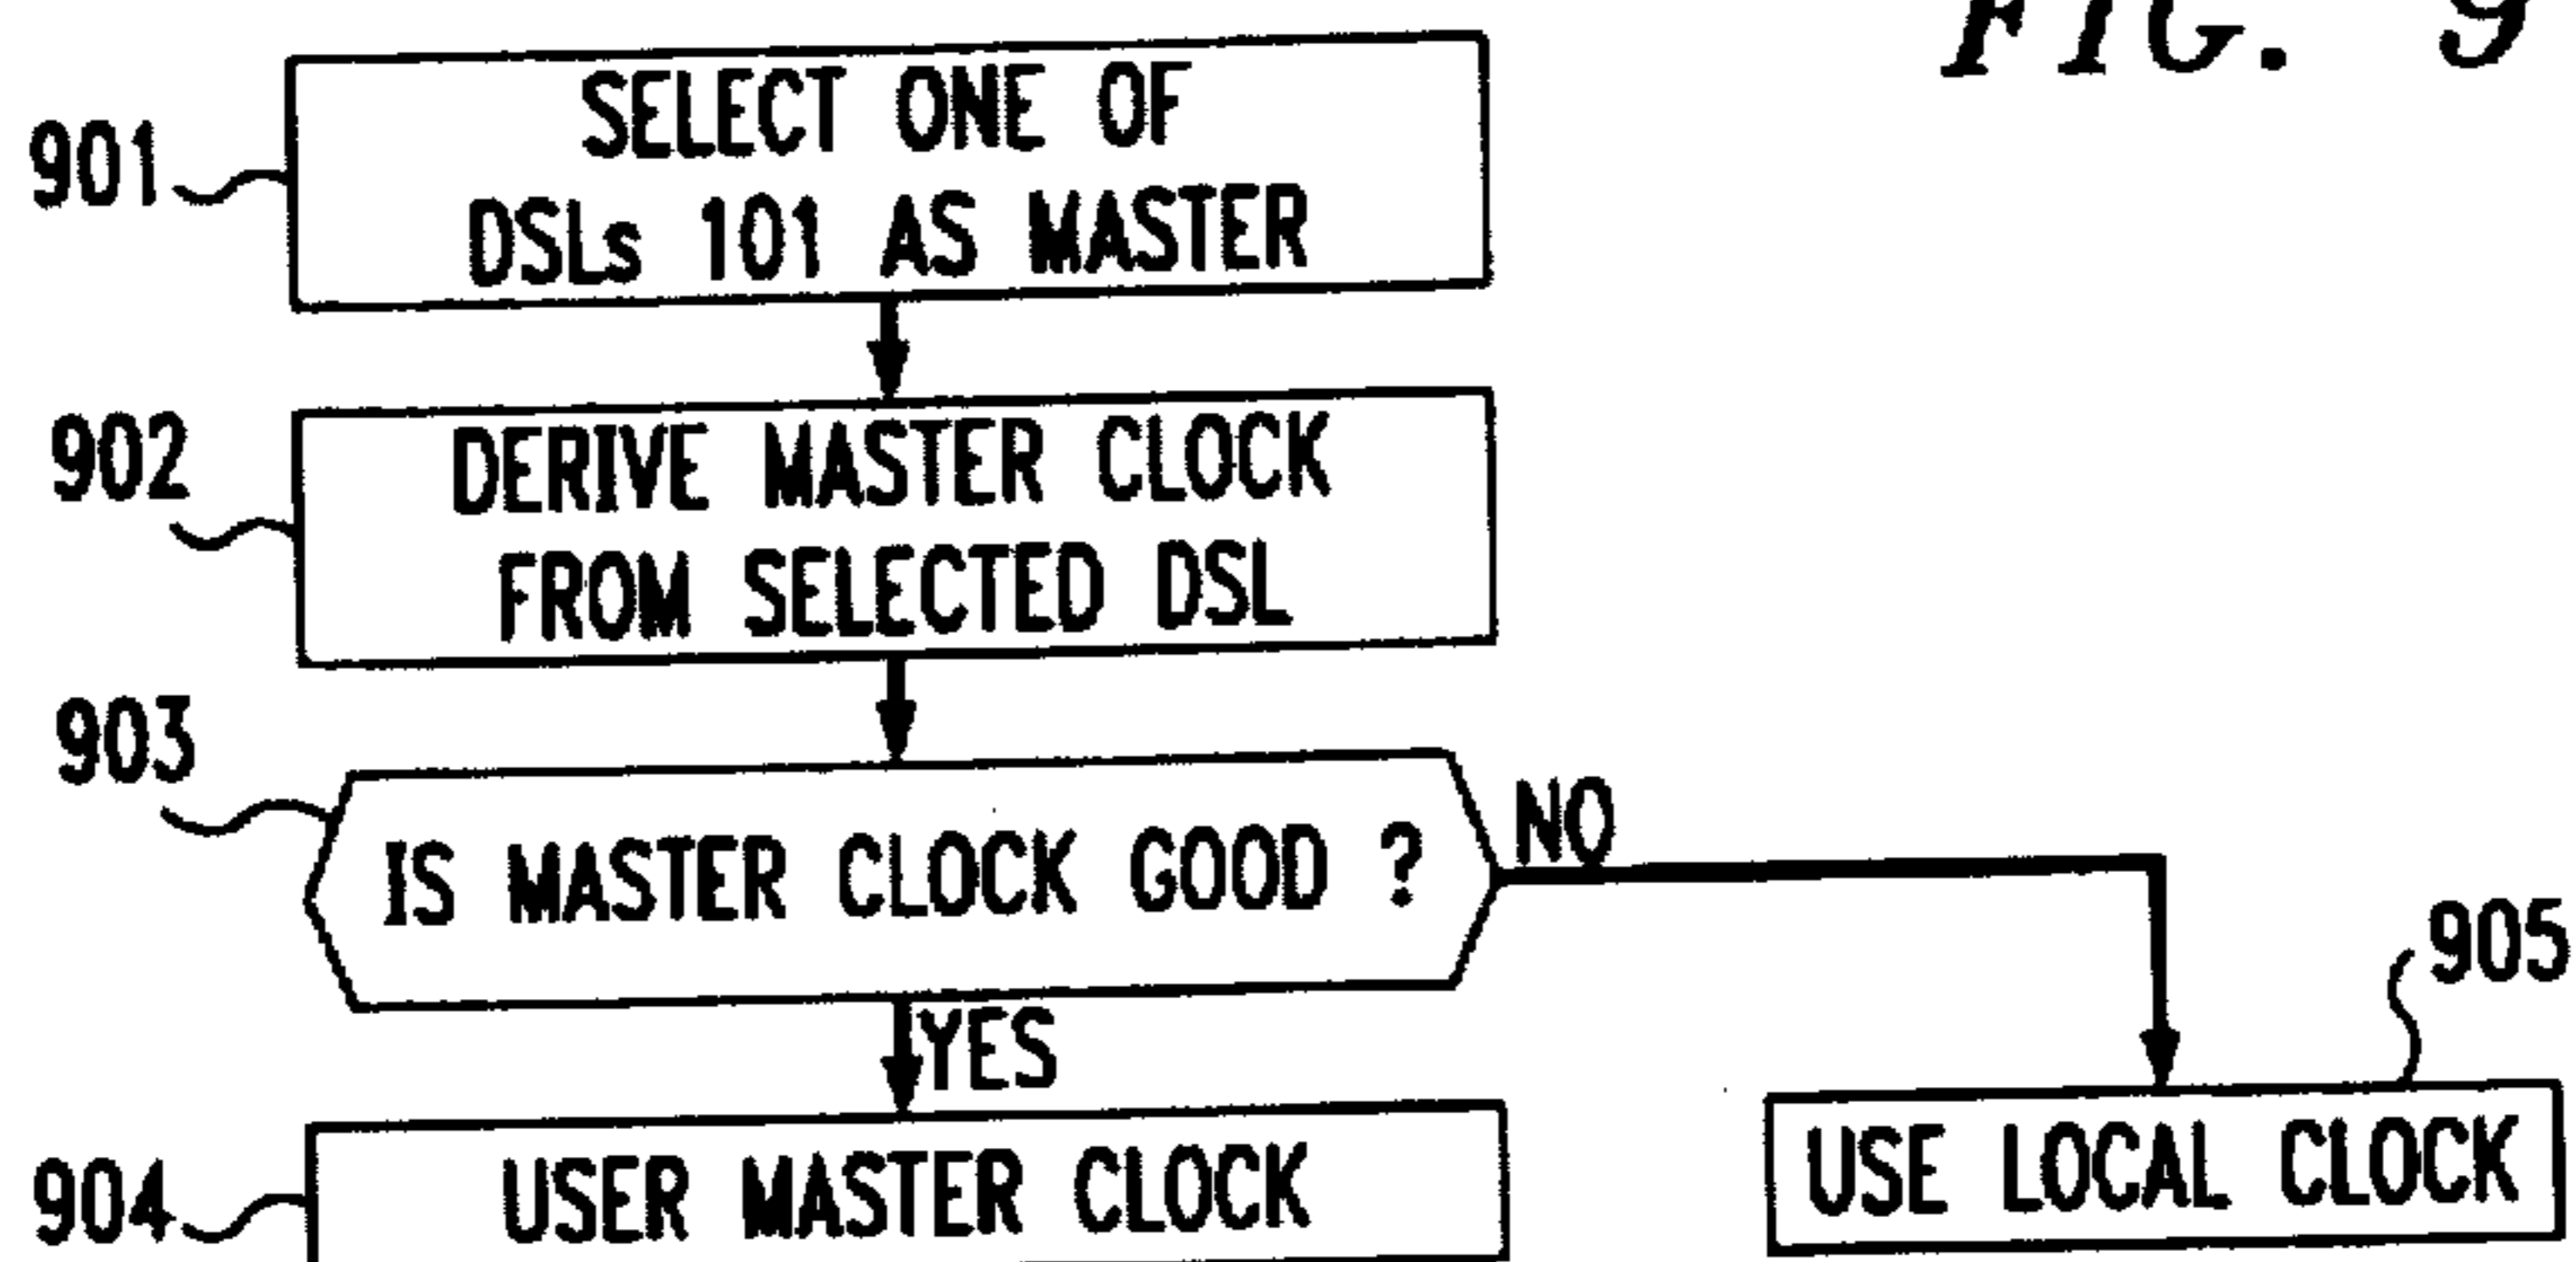 FIG. 9
901
SELECT ONE OF
DSLs 101 AS MASTER
902
DERIVE MASTER CLOCK
FROM SELECTED DSL
903
IS MASTER CLOCK GOOD ?
NO
YES
904
USER MASTER CLOCK
905
USE LOCAL CLOCK